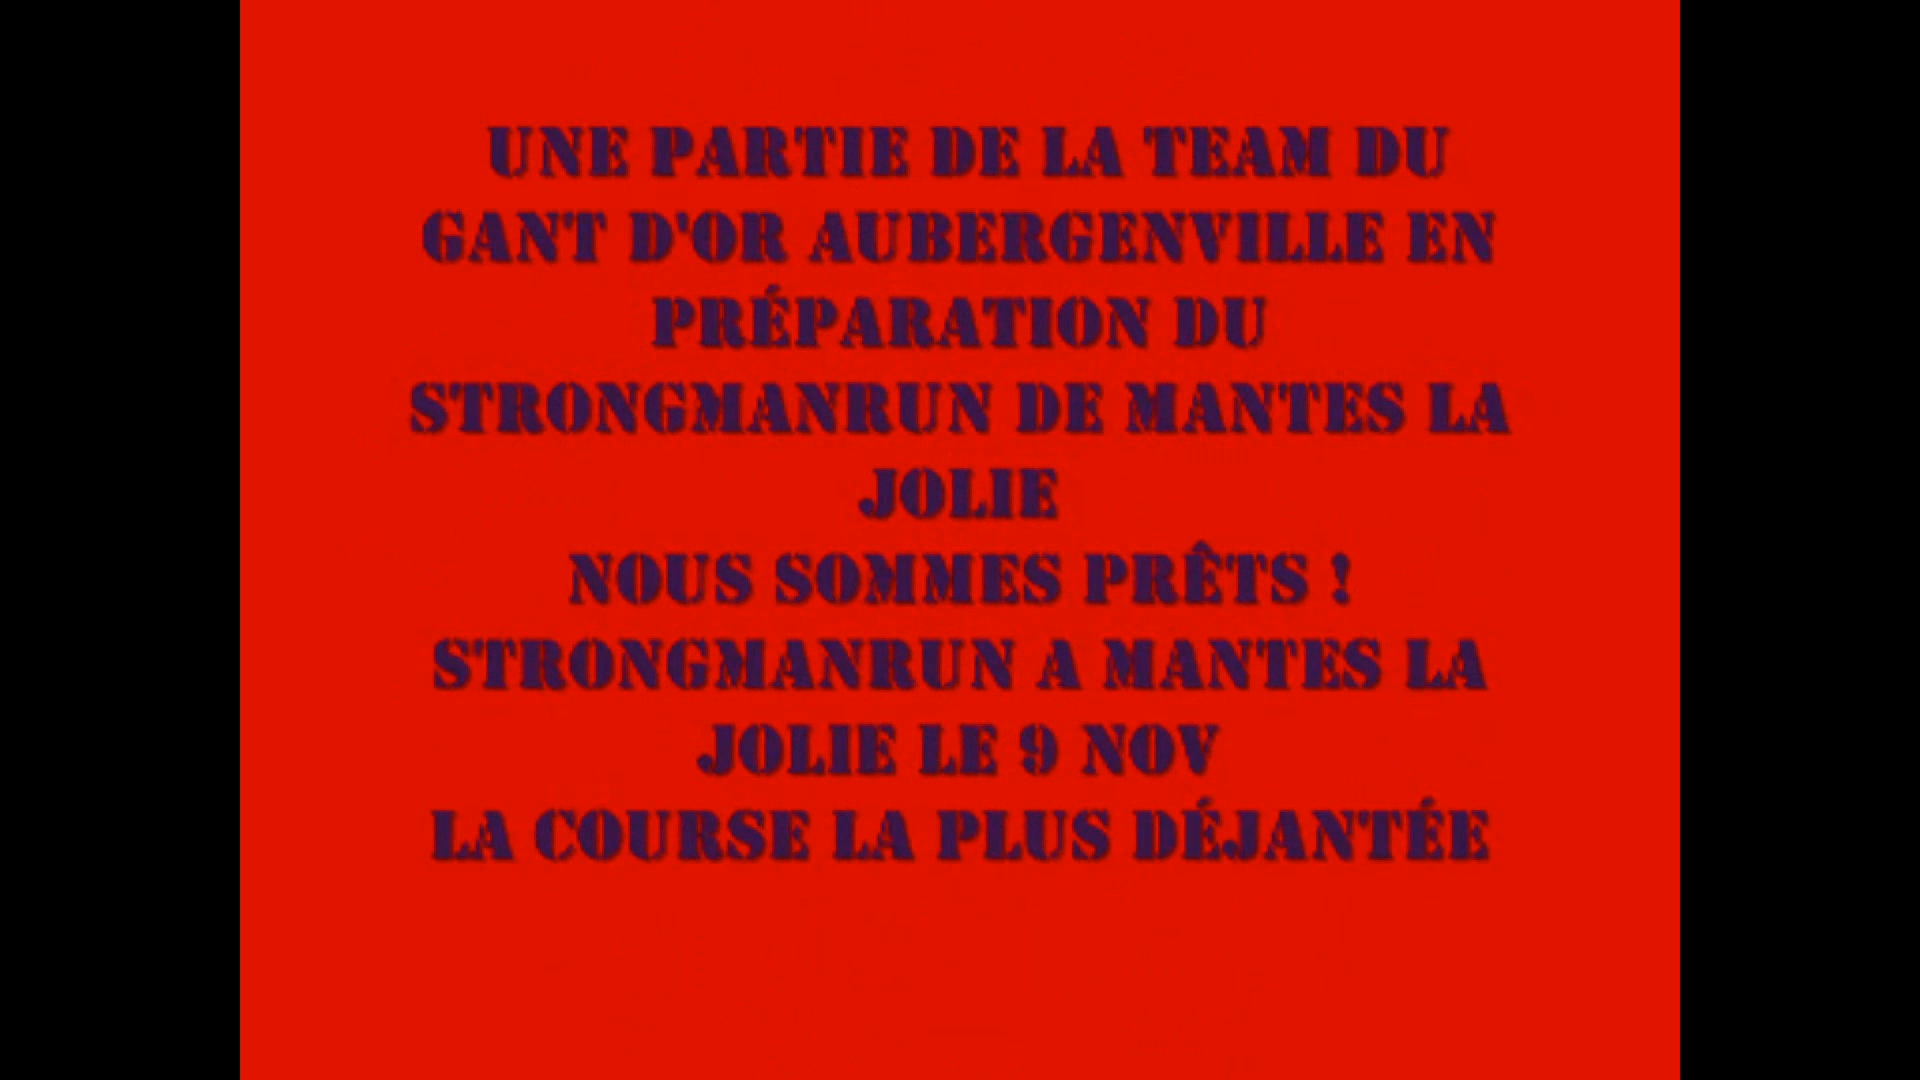 UNE PARTIE DE LA TEAM DU
GANT D'OR AUBERGENVILLE EN
PRÉPARATION DU
STRONGMANRUN DE MANTES LA
JOLIE
NOUS SOMMES PRÊTS !
STRONGMANRUN A MANTES LA
JOLIE LE 9 NOV
LA COURSE LA PLUS DÉJANTÉE